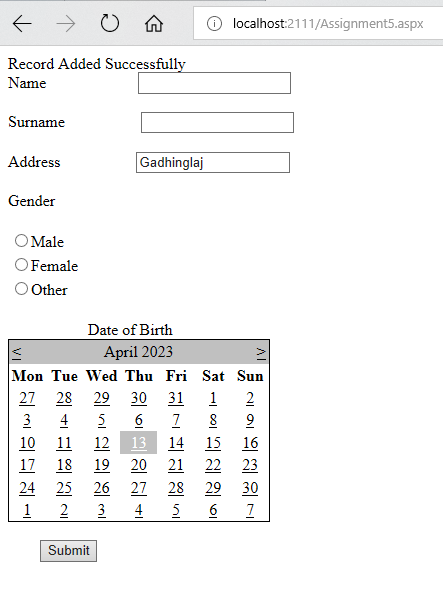 localhost:2111/Assignment5.aspx
Record Added Successfully
Name
Surname
Address Gadhinglaj
Gender
Male
Female
Other
Date of Birth
< April 2023 >
Mon Tue Wed Thu Fri Sat Sun
27 28 29 30 31 1 2
3 4 5 6 7 8 9
10 11 12 13 14 15 16
17 18 19 20 21 22 23
24 25 26 27 28 29 30
1 2 3 4 5 6 7
Submit